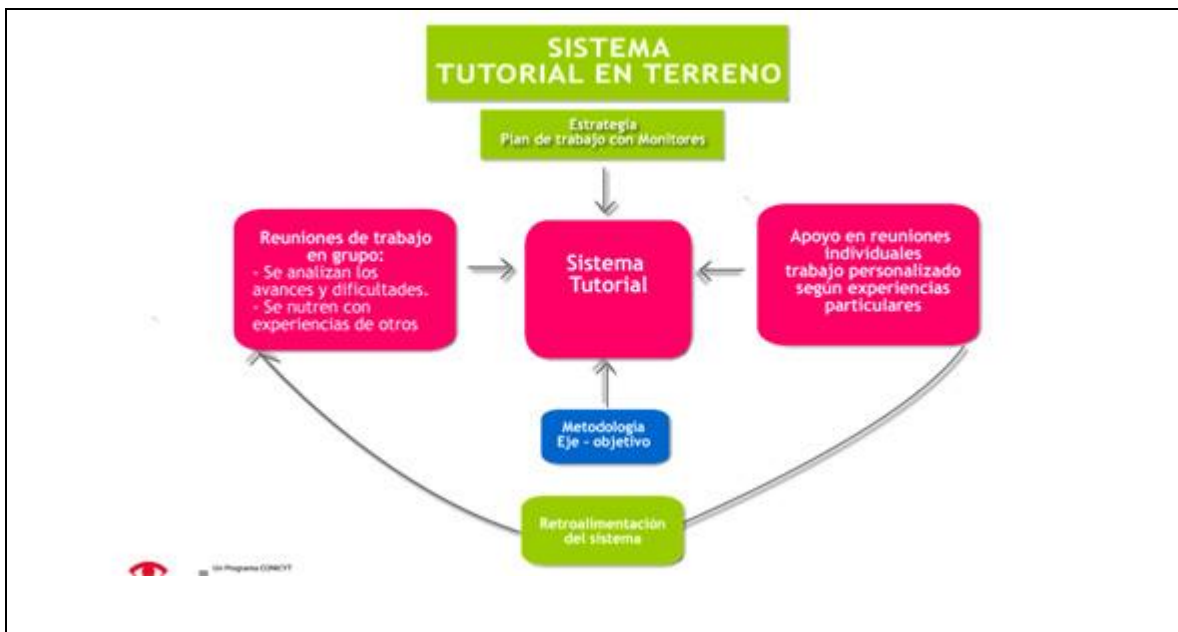 SISTEMA
TUTORIAL EN TERRENO
Estrategia
Plan de trabajo con Monitores
Reuniones de trabajo
en grupo:
- Se analizan los
avances y dificultades.
- Se nutren con
experiencias de otros
Sistema
Tutorial
Apoyo en reuniones
individuales
trabajo personalizado
según experiencias
particulares
Metodología
Eje - objetivo
Retroalimentación
del sistema
Un Programa CONICYT